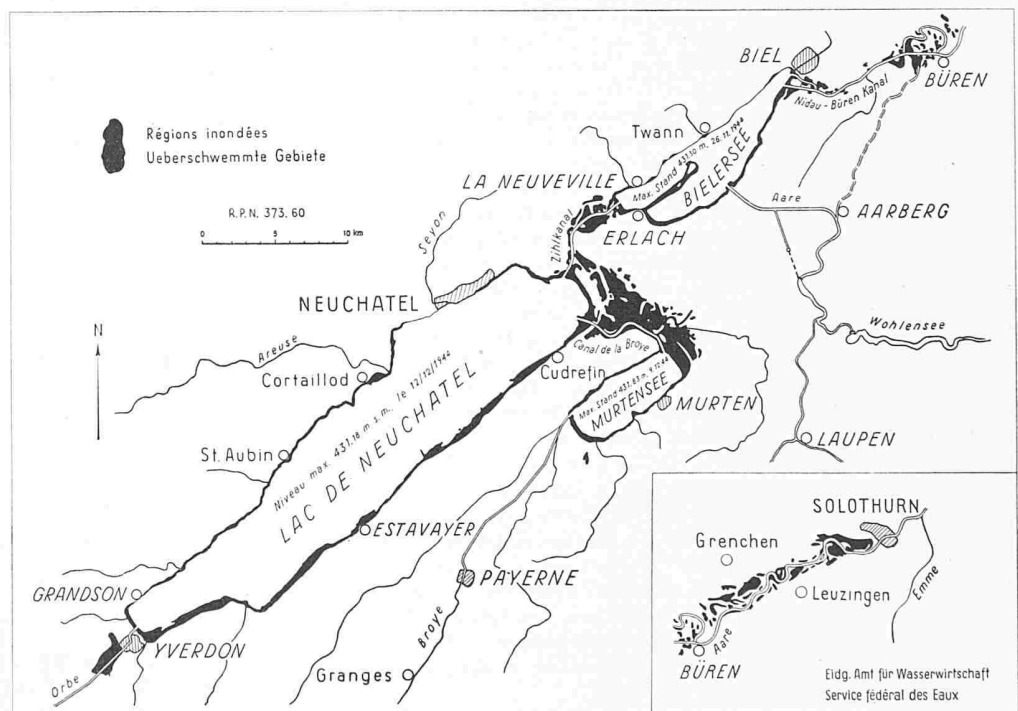 Régions inondées
Ueberschwemmte Gebiete
R.P.N. 373.60
0 5 10 km
N
BIEL
BÜREN
Nidau-Büren Kanal
Twann
Max. Stand 431.10 m. 26.11.1944
BIELERSEE
LA NEUVEVILLE
Aare
AARBERG
ERLACH
Zihlkanal
Seyon
NEUCHATEL
Wohlensee
Areuse
Canal de la Broye
Cortaillod
Cudrefin
Max. Stand 431.83 m. 9.12.44
MURTENSEE
MURTEN
Niveau max. 431.18 m s.m. le 12/12/1944
LAC DE NEUCHATEL
LAUPEN
St. Aubin
ESTAVAYER
PAYERNE
GRANDSON
YVERDON
Broye
Granges
Orbe
SOLOTHURN
Grenchen
Leuzingen
Emme
Aare
BÜREN
Eidg. Amt für Wasserwirtschaft
Service fédéral des Eaux